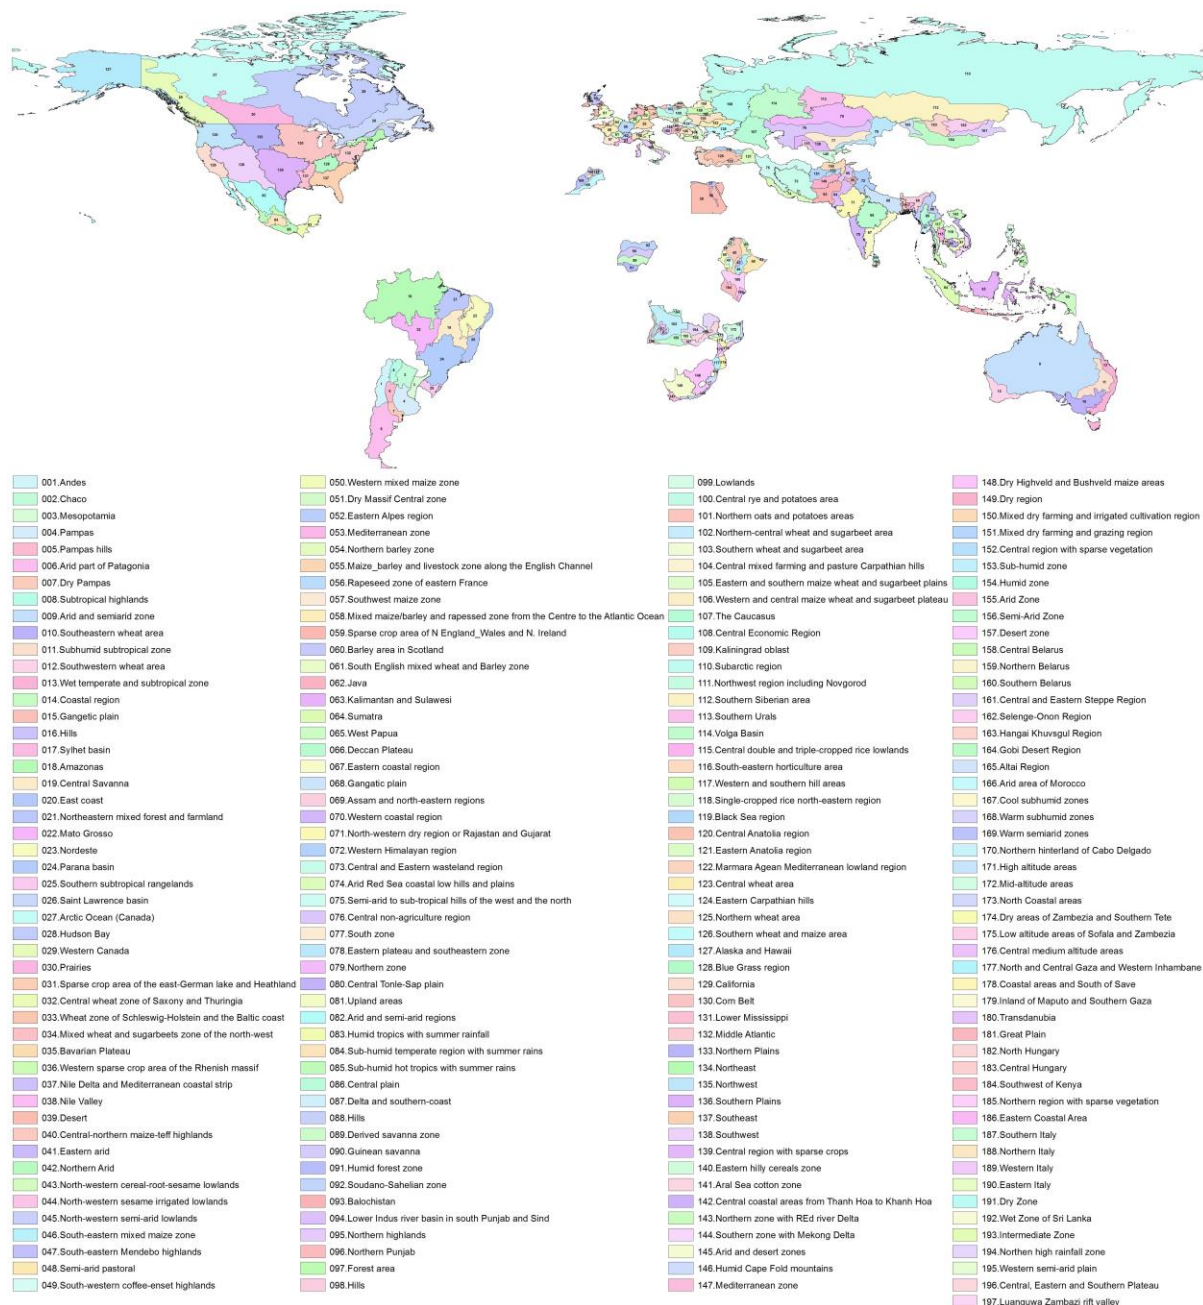 001.Andes
002.Chaco
003.Mesopotamia
004.Pampas
005.Pampas hills
006.Arid part of Patagonia
007.Dry Pampas
008.Subtropical highlands
009.Arid and semiarid zone
010.Southeastern wheat area
011.Subhumid subtropical zone
012.Southwestern wheat area
013.Wet temperate and subtropical zone
014.Coastal region
015.Gangetic plain
016.Hills
017.Sylhet basin
018.Amazonas
019.Central Savanna
020.East coast
021.Northeastern mixed forest and farmland
022.Mato Grosso
023.Nordeste
024.Parana basin
025.Southern subtropical rangelands
026.Saint Lawrence basin
027.Arctic Ocean (Canada)
028.Hudson Bay
029.Western Canada
030.Prairies
031.Sparse crop area of the east-German lake and Heathland
032.Central wheat zone of Saxony and Thuringia
033.Wheat zone of Schleswig-Holstein and the Baltic coast
034.Mixed wheat and sugarbeets zone of the north-west
035.Bavarian Plateau
036.Western sparse crop area of the Rhenish massif
037.Nile Delta and Mediterranean coastal strip
038.Nile Valley
039.Desert
040.Central-northern maize-teff highlands
041.Eastern arid
042.Northern Arid
043.North-western cereal-root-sesame lowlands
044.North-western sesame irrigated lowlands
045.North-western semi-arid lowlands
046.South-eastern mixed maize zone
047.South-eastern Mendebo highlands
048.Semi-arid pastoral
049.South-western coffee-enset highlands
050.Western mixed maize zone
051.Dry Massif Central zone
052.Eastern Alpes region
053.Mediterranean zone
054.Northern barley zone
055.Maize_barley and livestock zone along the English Channel
056.Rapeseed zone of eastern France
057.Southwest maize zone
058.Mixed maize/barley and rapessed zone from the Centre to the Atlantic Ocean
059.Sparse crop area of N England_Wales and N. Ireland
060.Barley area in Scotland
061.South English mixed wheat and Barley zone
062.Java
063.Kalimantan and Sulawesi
064.Sumatra
065.West Papua
066.Deccan Plateau
067.Eastern coastal region
068.Gangatic plain
069.Assam and north-eastern regions
070.Western coastal region
071.North-western dry region or Rajastan and Gujarat
072.Western Himalayan region
073.Central and Eastern wasteland region
074.Arid Red Sea coastal low hills and plains
075.Semi-arid to sub-tropical hills of the west and the north
076.Central non-agriculture region
077.South zone
078.Eastern plateau and southeastern zone
079.Northern zone
080.Central Tonle-Sap plain
081.Upland areas
082.Arid and semi-arid regions
083.Humid tropics with summer rainfall
084.Sub-humid temperate region with summer rains
085.Sub-humid hot tropics with summer rains
086.Central plain
087.Delta and southern-coast
088.Hills
089.Derived savanna zone
090.Guinean savanna
091.Humid forest zone
092.Soudano-Sahelian zone
093.Balochistan
094.Lower Indus river basin in south Punjab and Sind
095.Northern highlands
096.Northern Punjab
097.Forest area
098.Hills
099.Lowlands
100.Central rye and potatoes area
101.Northern oats and potatoes areas
102.Northern-central wheat and sugarbeet area
103.Southern wheat and sugarbeet area
104.Central mixed farming and pasture Carpathian hills
105.Eastern and southern maize wheat and sugarbeet plains
106.Western and central maize wheat and sugarbeet plateau
107.The Caucasus
108.Central Economic Region
109.Kaliningrad oblast
110.Subarctic region
111.Northwest region including Novgorod
112.Southern Siberian area
113.Southern Urals
114.Volga Basin
115.Central double and triple-cropped rice lowlands
116.South-eastern horticulture area
117.Western and southern hill areas
118.Single-cropped rice north-eastern region
119.Black Sea region
120.Central Anatolia region
121.Eastern Anatolia region
122.Marmara Agean Mediterranean lowland region
123.Central wheat area
124.Eastern Carpathian hills
125.Northern wheat area
126.Southern wheat and maize area
127.Alaska and Hawaii
128.Blue Grass region
129.California
130.Corn Belt
131.Lower Mississippi
132.Middle Atlantic
133.Northern Plains
134.Northeast
135.Northwest
136.Southern Plains
137.Southeast
138.Southwest
139.Central region with sparse crops
140.Eastern hilly cereals zone
141.Aral Sea cotton zone
142.Central coastal areas from Thanh Hoa to Khanh Hoa
143.Northern zone with REd river Delta
144.Southern zone with Mekong Delta
145.Arid and desert zones
146.Humid Cape Fold mountains
147.Mediterranean zone
148.Dry Highveld and Bushveld maize areas
149.Dry region
150.Mixed dry farming and irrigated cultivation region
151.Mixed dry farming and grazing region
152.Central region with sparse vegetation
153.Sub-humid zone
154.Humid zone
155.Arid Zone
156.Semi-Arid Zone
157.Desert zone
158.Central Belarus
159.Northern Belarus
160.Southern Belarus
161.Central and Eastern Steppe Region
162.Selenge-Onon Region
163.Hangai Khuvsgul Region
164.Gobi Desert Region
165.Altai Region
166.Arid area of Morocco
167.Cool subhumid zones
168.Warm subhumid zones
169.Warm semiarid zones
170.Northern hinterland of Cabo Delgado
171.High altitude areas
172.Mid-altitude areas
173.North Coastal areas
174.Dry areas of Zambezia and Southern Tete
175.Low altitude areas of Sofala and Zambezia
176.Central medium altitude areas
177.North and Central Gaza and Western Inhambane
178.Coastal areas and South of Save
179.Inland of Maputo and Southern Gaza
180.Transdanubia
181.Great Plain
182.North Hungary
183.Central Hungary
184.Southwest of Kenya
185.Northern region with sparse vegetation
186.Eastern Coastal Area
187.Southern Italy
188.Northern Italy
189.Western Italy
190.Eastern Italy
191.Dry Zone
192.Wet Zone of Sri Lanka
193.Intermediate Zone
194.Northen high rainfall zone
195.Western semi-arid plain
196.Central, Eastern and Southern Plateau
197.Luanguwa Zambazi rift valley